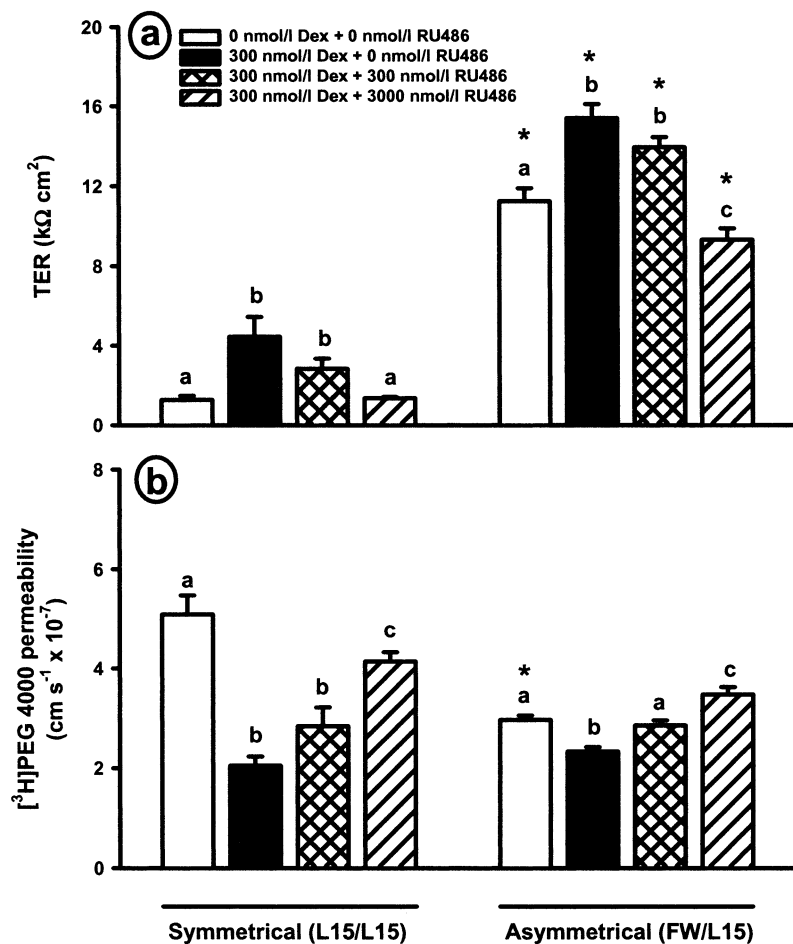 a
0 nmol/l Dex + 0 nmol/l RU486
300 nmol/l Dex + 0 nmol/l RU486
300 nmol/l Dex + 300 nmol/l RU486
300 nmol/l Dex + 3000 nmol/l RU486
TER (kΩ cm²)
20
16
12
8
4
0
a
b
b
a
*
a
*
b
*
b
*
c
b
[³H]PEG 4000 permeability
(cm s⁻¹ x 10⁻⁷)
8
6
4
2
0
a
b
b
c
*
a
b
a
c
Symmetrical (L15/L15)
Asymmetrical (FW/L15)